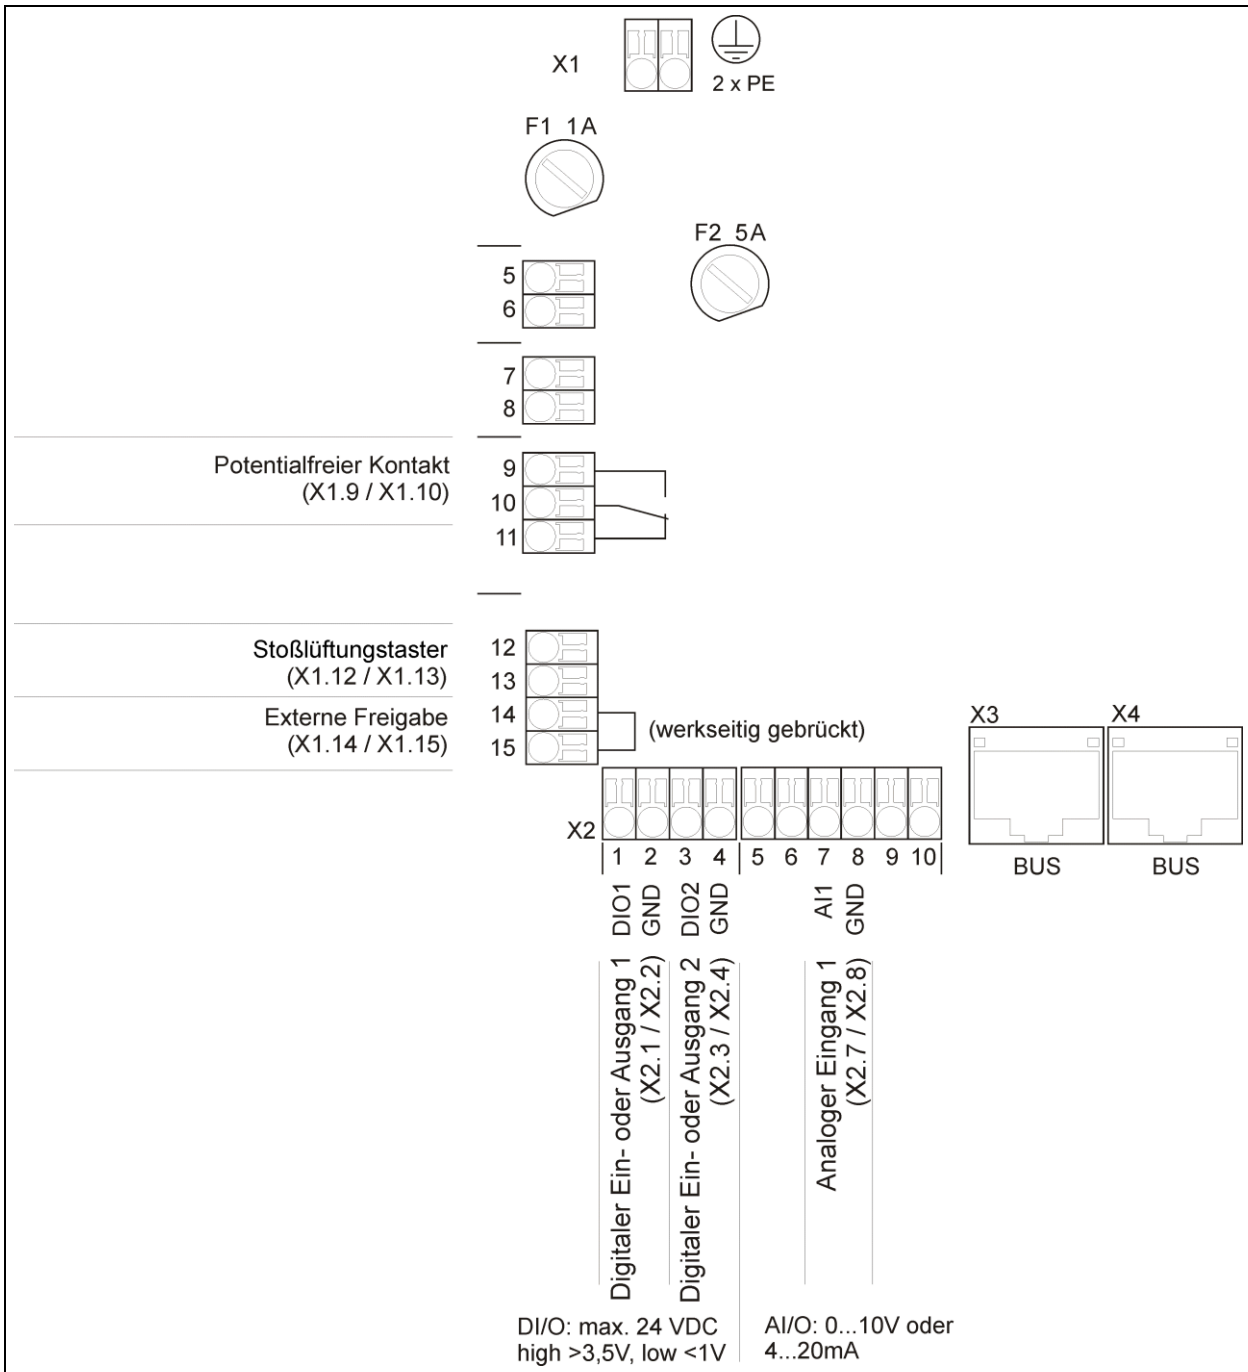 X1
2 x PE
F1 1A
F2 5A
5
6
7
8
Potentialfreier Kontakt
(X1.9 / X1.10)
9
10
11
Stoßlüftungstaster
(X1.12 / X1.13)
12
13
Externe Freigabe
(X1.14 / X1.15)
14
15
(werkseitig gebrückt)
X3
X4
X2
1 2 3 4 5 6 7 8 9 10
BUS
BUS
DIO1
GND
DIO2
GND
AI1
GND
Digitaler Ein- oder Ausgang 1
(X2.1 / X2.2)
Digitaler Ein- oder Ausgang 2
(X2.3 / X2.4)
Analoger Eingang 1
(X2.7 / X2.8)
DI/O: max. 24 VDC
high >3,5V, low <1V
AI/O: 0...10V oder
4...20mA